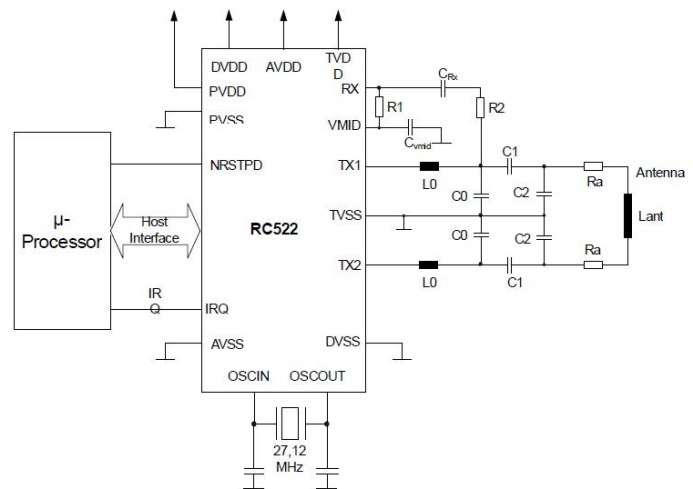 TVD
D
DVDD
AVDD
PVDD
RX
CRx
R1
R2
PVSS
VMID
Cvmid
NRSTPD
TX1
C1
L0
Ra
Antenna
µ-
Processor
Host
Interface
RC522
C0
C2
TVSS
Lant
C0
C2
TX2
L0
C1
Ra
IR
Q
IRQ
AVSS
DVSS
OSCIN
OSCOUT
27,12
MHz